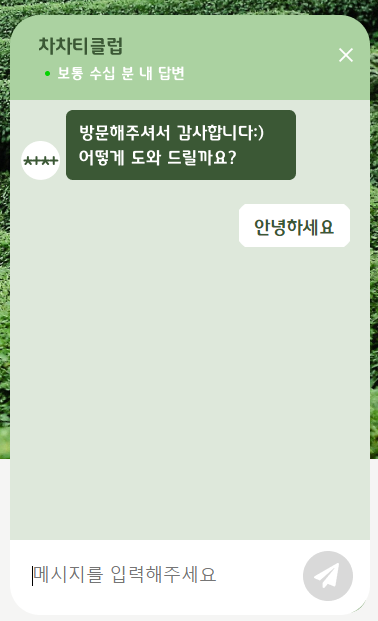 차차티클럽
보통 수십 분 내 답변
방문해주셔서 감사합니다:)
어떻게 도와 드릴까요?
차차
안녕하세요
메시지를 입력해주세요